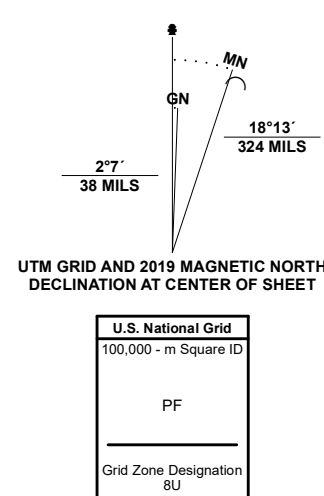 MN
GN
18°13´
324 MILS
2°7´
38 MILS
UTM GRID AND 2019 MAGNETIC NORTH
DECLINATION AT CENTER OF SHEET
U.S. National Grid
100,000 - m Square ID
PF
Grid Zone Designation
8U